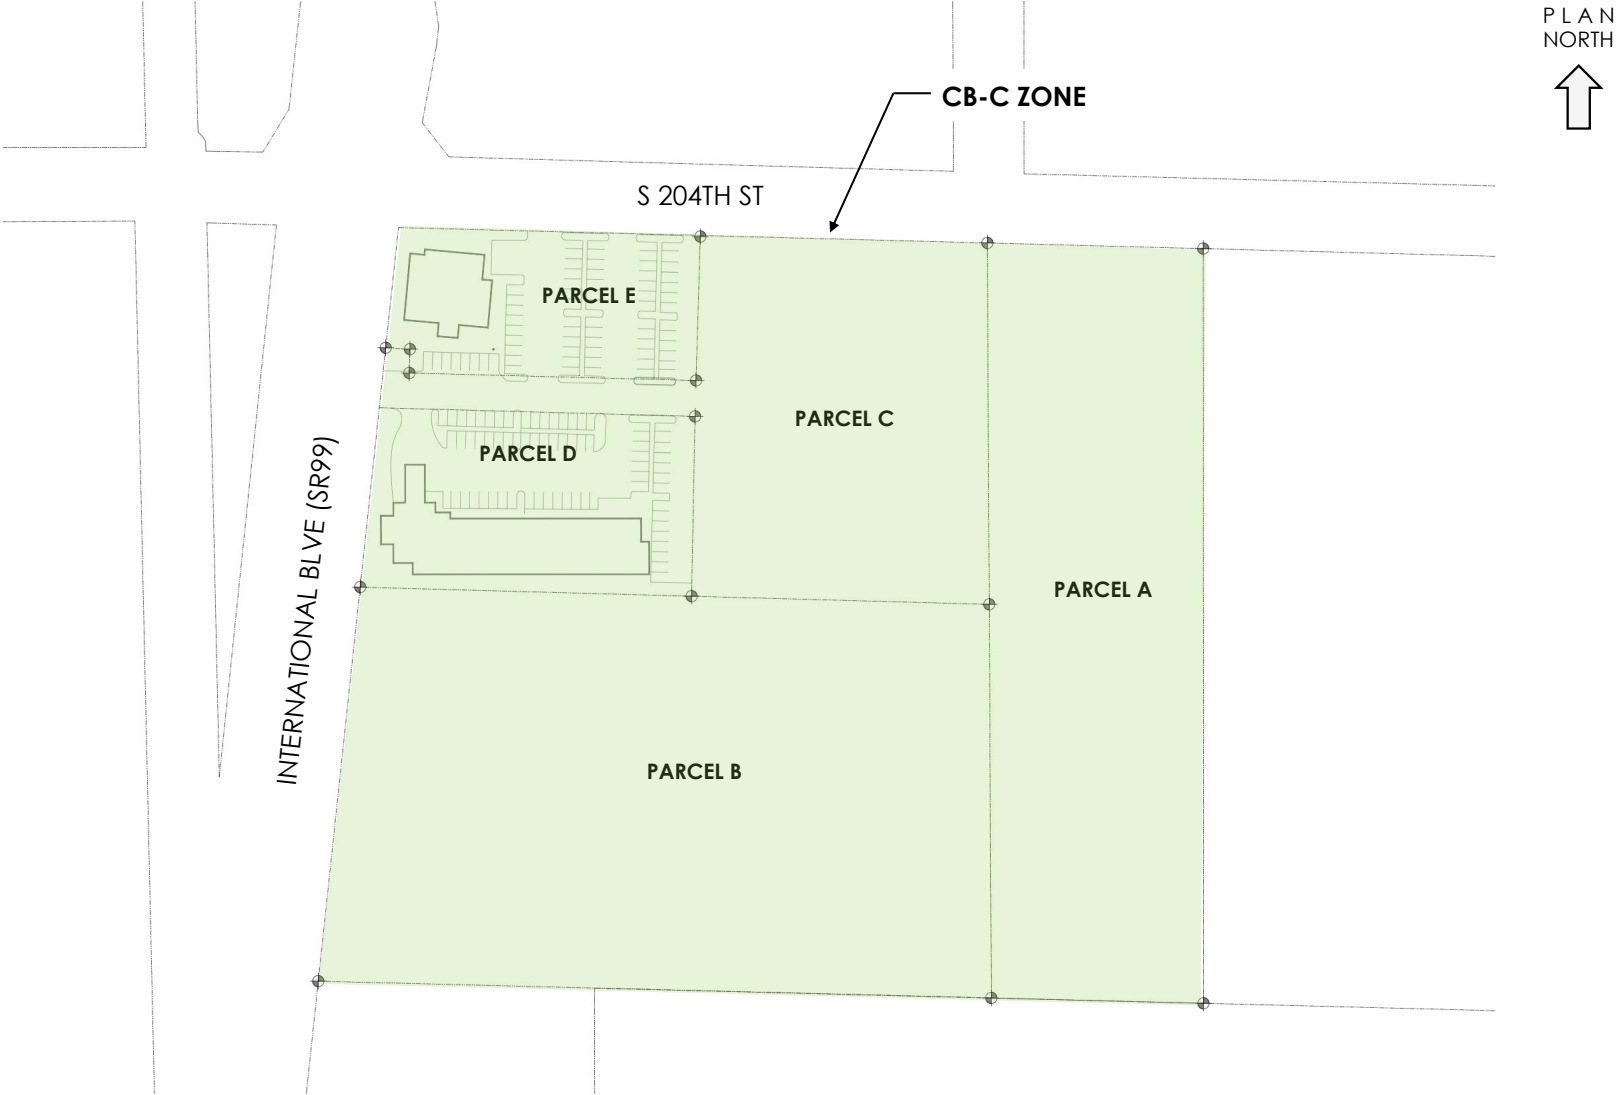 PLAN
NORTH
CB-C ZONE
S 204TH ST
PARCEL E
PARCEL C
PARCEL D
INTERNATIONAL BLVE (SR99)
PARCEL A
PARCEL B